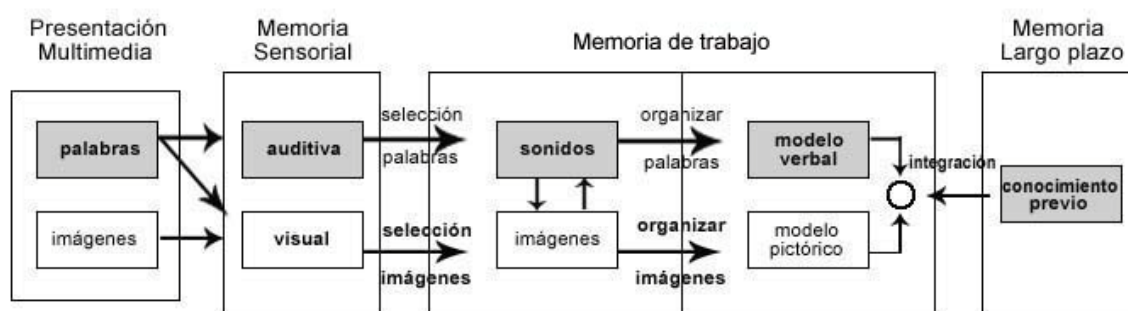 Presentación
Multimedia
Memoria
Sensorial
Memoria de trabajo
Memoria
Largo plazo
palabras
imágenes
auditiva
visual
selección
palabras
selección
imágenes
sonidos
imágenes
organizar
palabras
organizar
imágenes
modelo
verbal
modelo
pictórico
integración
conocimiento
previo